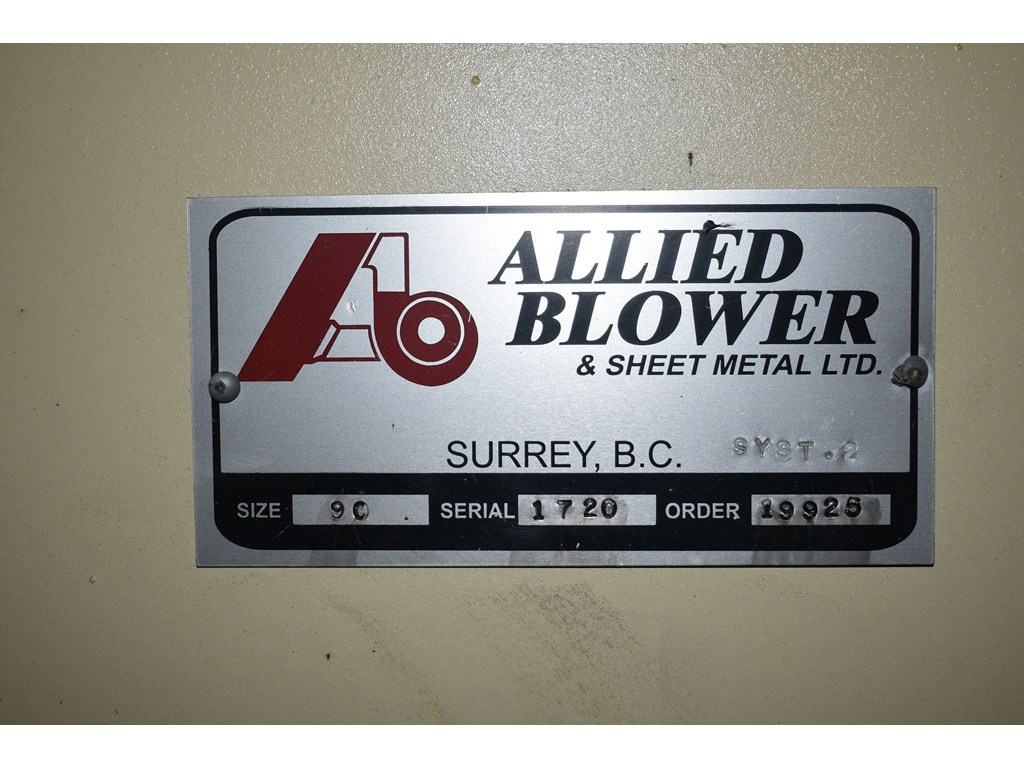 ALLIED
BLOWER
& SHEET METAL LTD.
SURREY, B.C. SYST.2
SIZE 90 SERIAL 1720 ORDER 19925